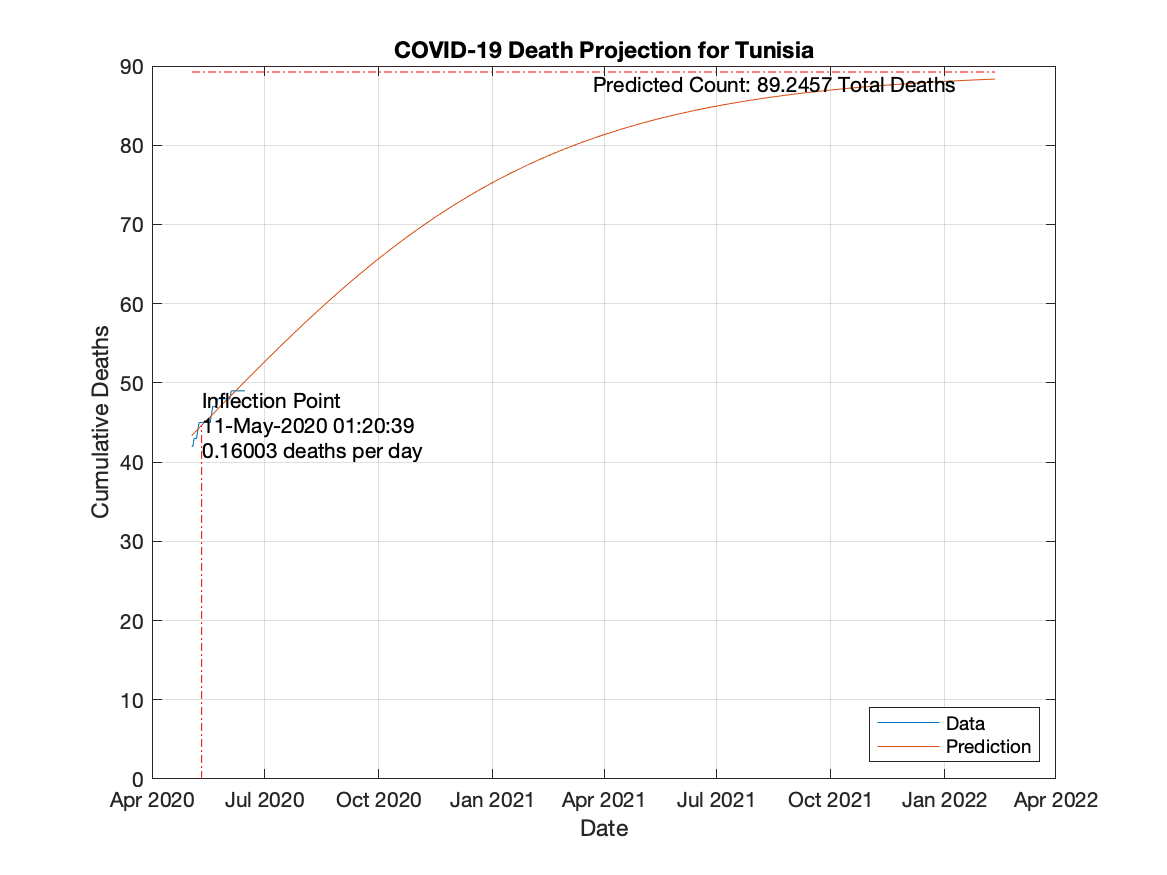 COVID-19 Death Projection for Tunisia
90
Predicted Count: 89.2457 Total Deaths
80
70
60
50
Inflection Point
11-May-2020 01:20:39
0.16003 deaths per day
40
30
20
10
0
Cumulative Deaths
Data
Prediction
Apr 2020 Jul 2020 Oct 2020 Jan 2021 Apr 2021 Jul 2021 Oct 2021 Jan 2022 Apr 2022
Date